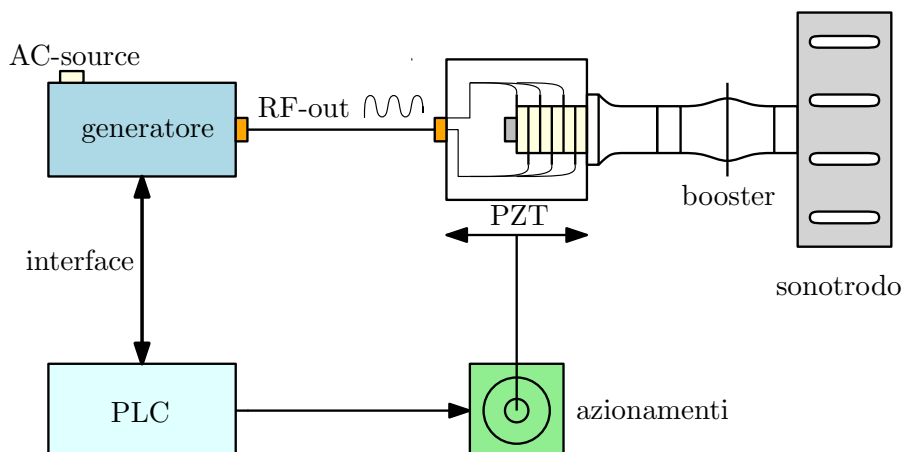 AC-source
generatore
RF-out
PZT
booster
interface
sonotrodo
PLC
azionamenti